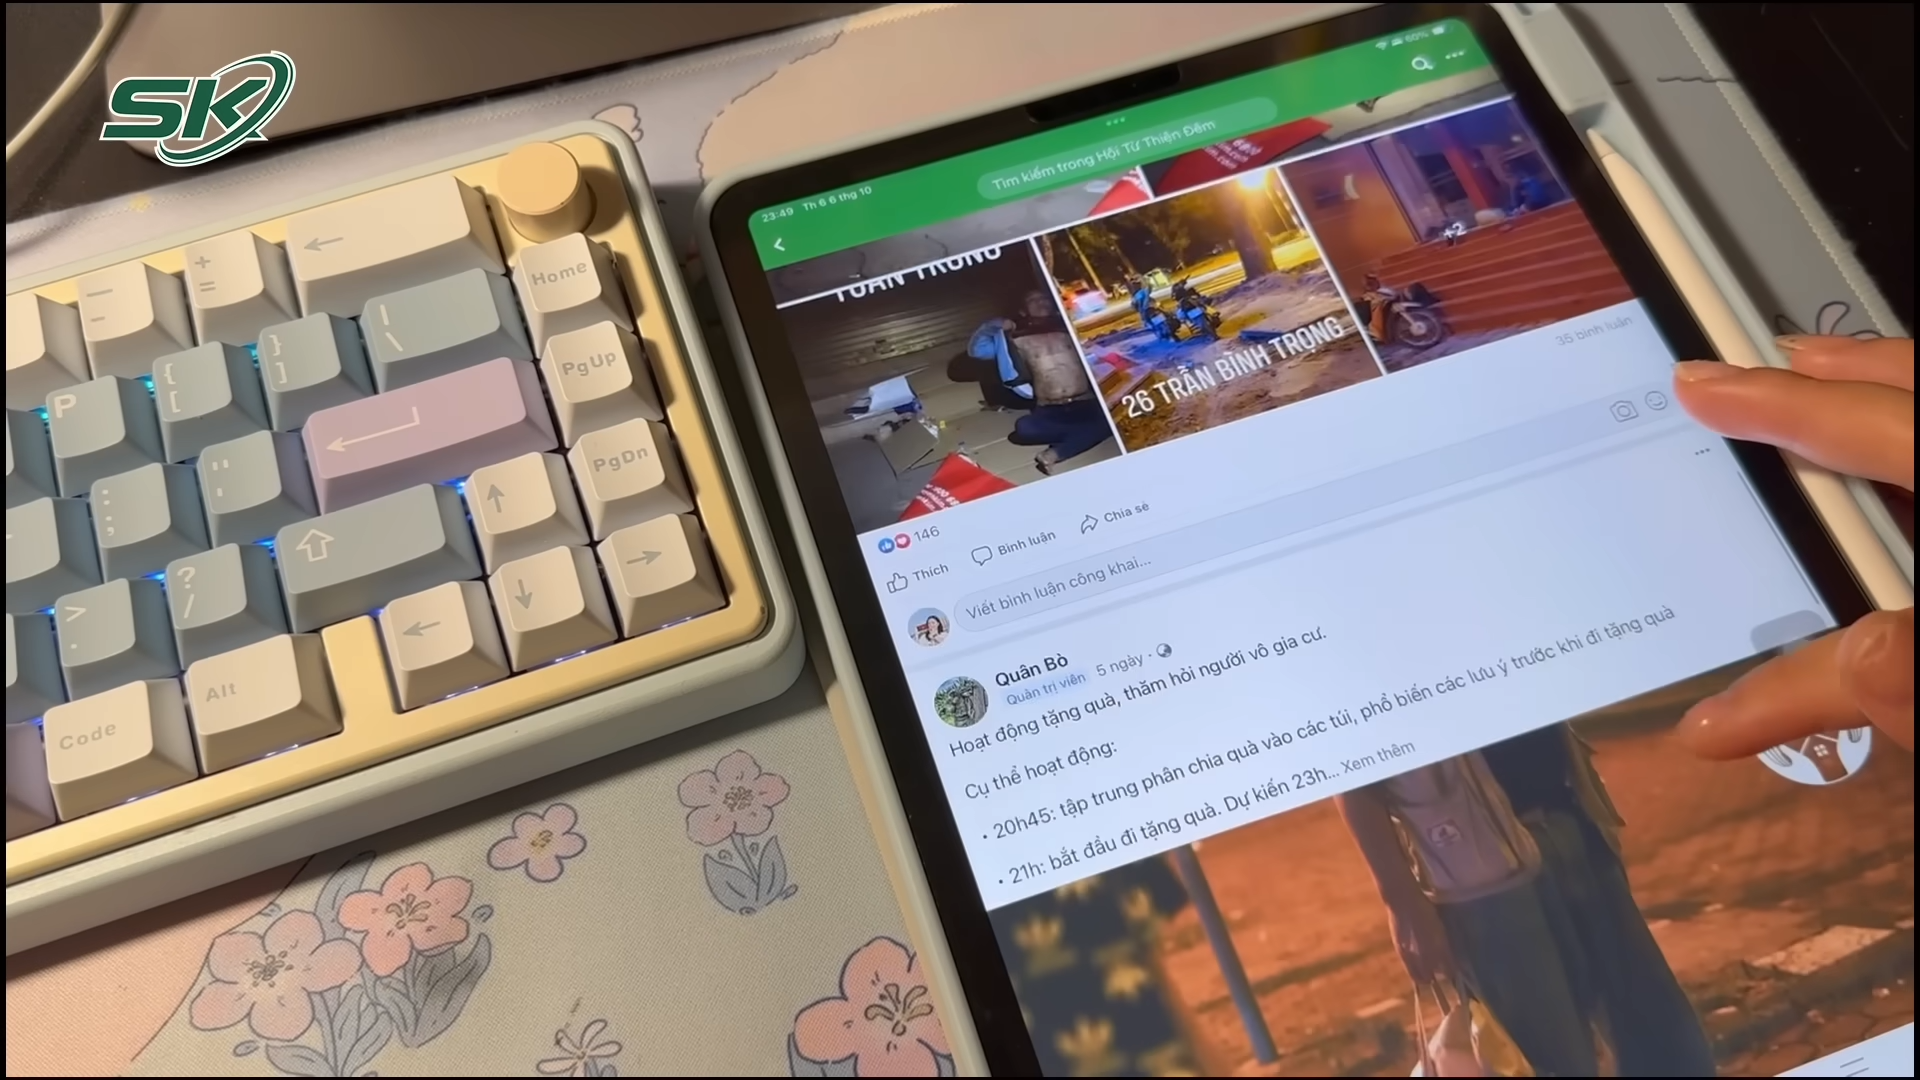 SK
23:49 Th 6 6 thg 10
60%
Tìm kiếm trong Hội Từ Thiện Đêm
TUẤN TRONG
26 TRẦN BÌNH TRỌNG
+2
146
35 bình luận
Thích
Bình luận
Chia sẻ
Viết bình luận công khai...
Quân Bò
Quản trị viên
5 ngày
Hoạt động tặng quà, thăm hỏi người vô gia cư.
Cụ thể hoạt động:
• 20h45: tập trung phân chia quà vào các túi, phổ biến các lưu ý trước khi đi tặng quà
• 21h: bắt đầu đi tặng quà. Dự kiến 23h... Xem thêm
Home
PgUp
PgDn
P
+
=
{
[
}
]
|
\
:
;
"
'
?
/
>
.
Alt
Code